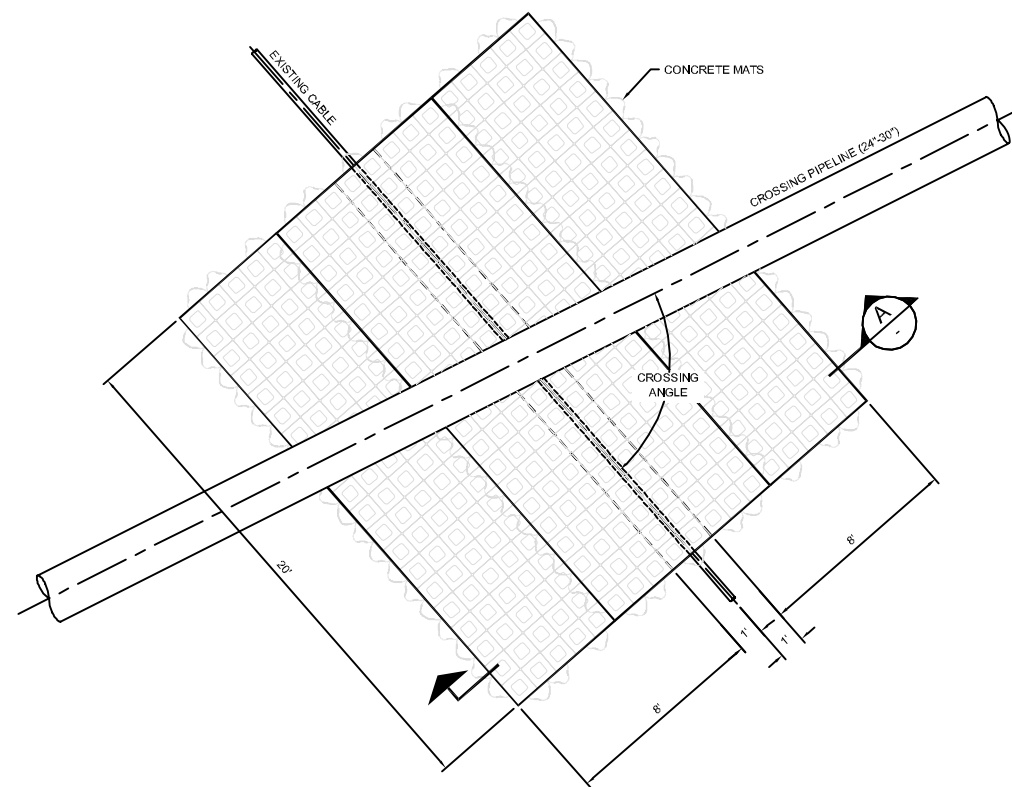 EXISTING CABLE
CONCRETE MATS
CROSSING PIPELINE (24"-30")
A
-
CROSSING
ANGLE
20'
8'
1'
1'
8'